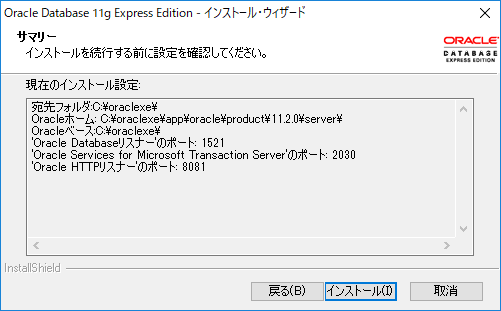 Oracle Database 11g Express Edition - インストール・ウィザード
サマリー
インストールを続行する前に設定を確認してください。
ORACLE
DATABASE
EXPRESS EDITION
現在のインストール設定:
宛先フォルダ:C:¥oraclexe¥
Oracleホーム: C:¥oraclexe¥app¥oracle¥product¥11.2.0¥server¥
Oracleベース:C:¥oraclexe¥
'Oracle Databaseリスナー'のポート: 1521
'Oracle Services for Microsoft Transaction Server'のポート: 2030
'Oracle HTTPリスナー'のポート: 8081
InstallShield
戻る(B)
インストール(I)
取消